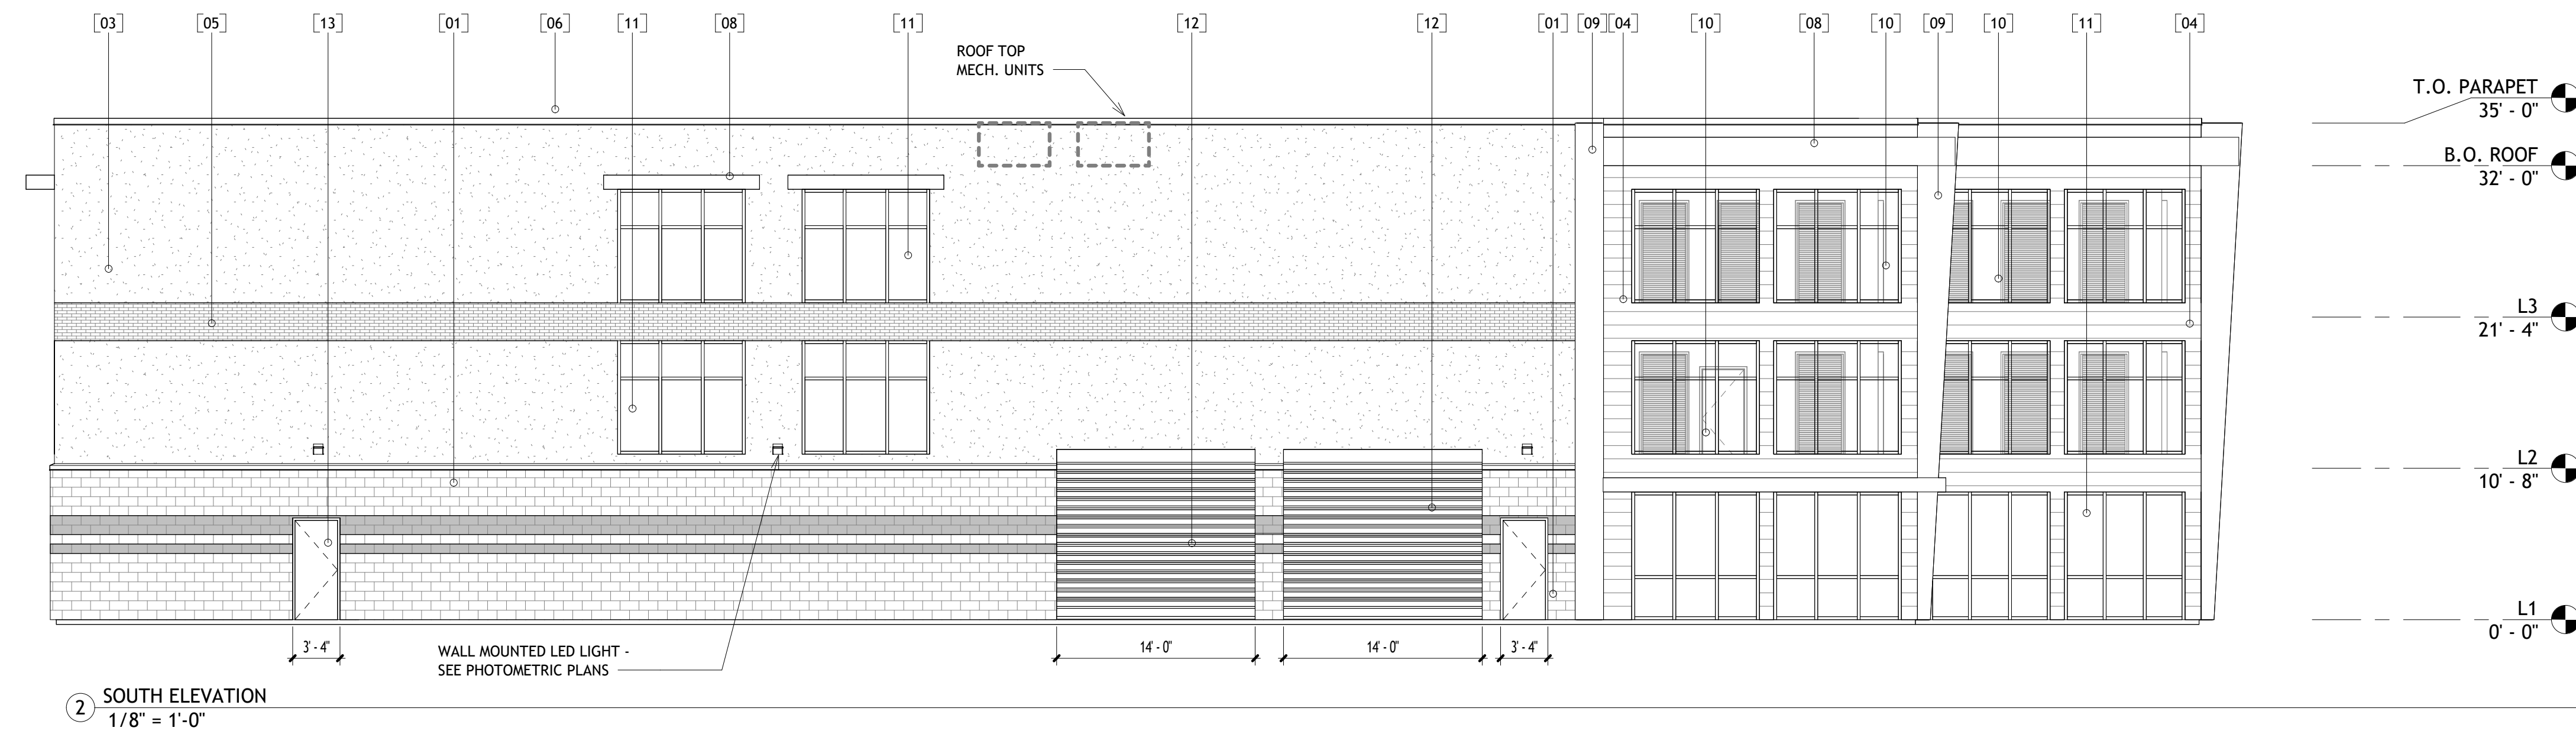 [03] [05] [13] [01] [06] [11] [08] [11] [12] [12] [01] [09] [04] [10] [08] [10] [09] [10] [11] [04]
ROOF TOP
MECH. UNITS
T.O. PARAPET
35' - 0"
B.O. ROOF
32' - 0"
L3
21' - 4"
L2
10' - 8"
L1
0' - 0"
3' - 4"
14' - 0"
14' - 0"
3' - 4"
WALL MOUNTED LED LIGHT -
SEE PHOTOMETRIC PLANS
2
SOUTH ELEVATION
1/8" = 1'-0"